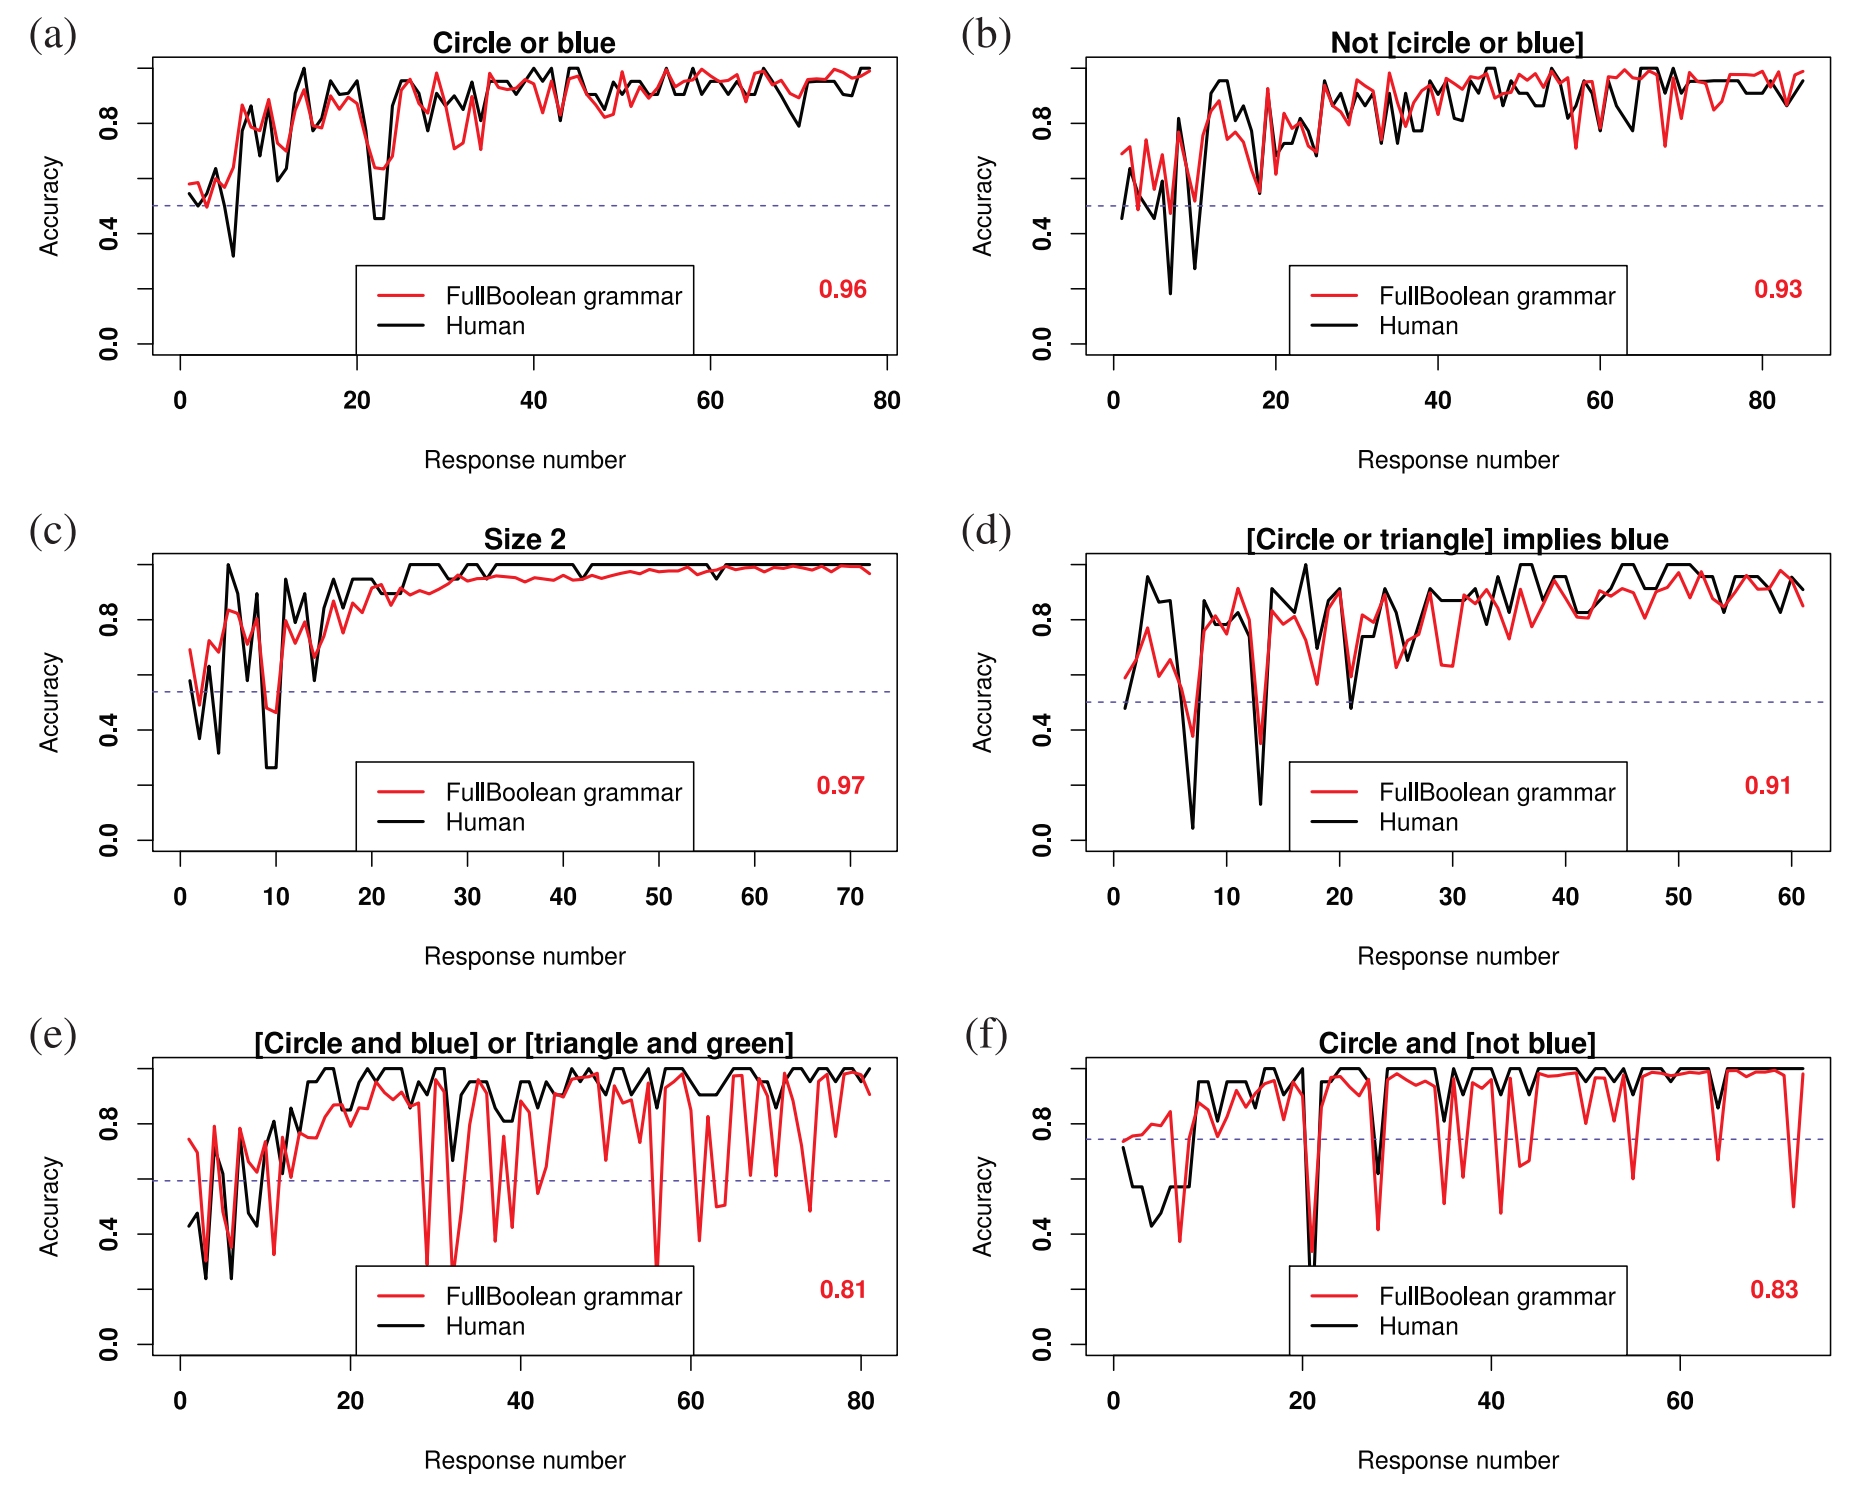 (a)
Circle or blue
Accuracy
0.0 0.4 0.8
FullBoolean grammar
Human
0.96
0 20 40 60 80
Response number
(b)
Not [circle or blue]
Accuracy
0.0 0.4 0.8
FullBoolean grammar
Human
0.93
0 20 40 60 80
Response number
(c)
Size 2
Accuracy
0.0 0.4 0.8
FullBoolean grammar
Human
0.97
0 10 20 30 40 50 60 70
Response number
(d)
[Circle or triangle] implies blue
Accuracy
0.0 0.4 0.8
FullBoolean grammar
Human
0.91
0 10 20 30 40 50 60
Response number
(e)
[Circle and blue] or [triangle and green]
Accuracy
0.0 0.4 0.8
FullBoolean grammar
Human
0.81
0 20 40 60 80
Response number
(f)
Circle and [not blue]
Accuracy
0.0 0.4 0.8
FullBoolean grammar
Human
0.83
0 20 40 60
Response number